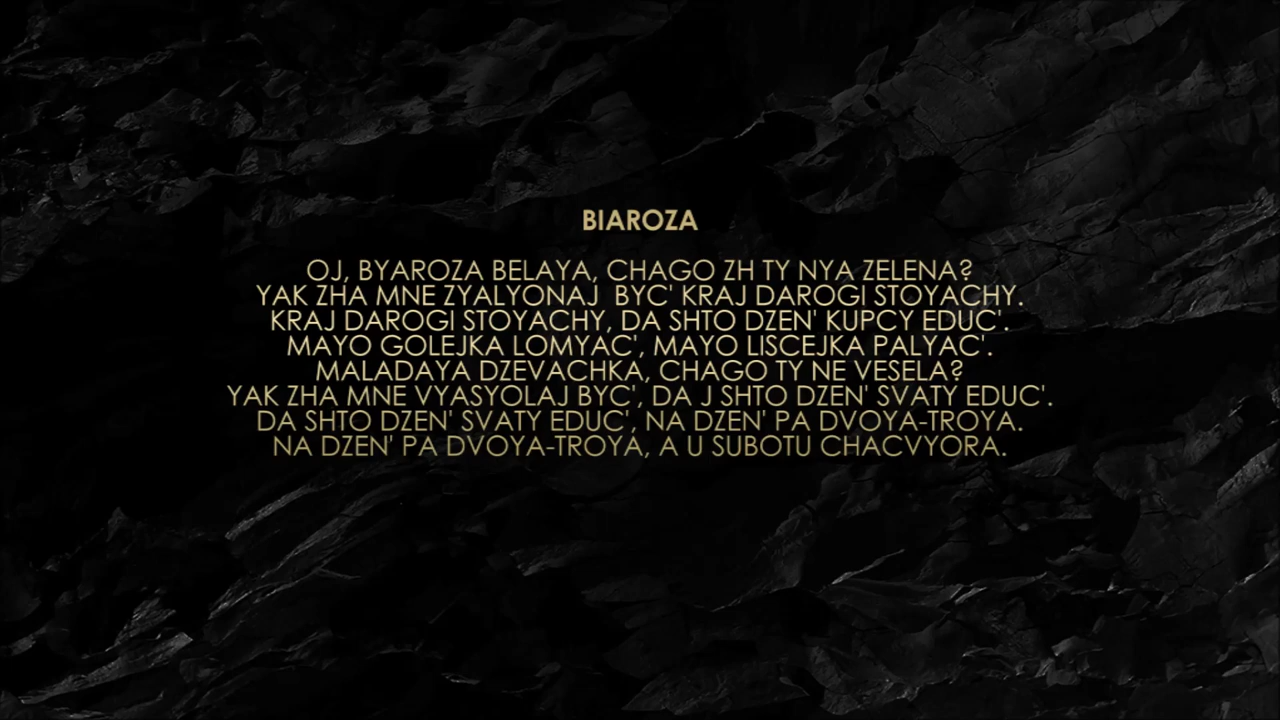 BIAROZA
OJ, BYAROZA BELAYA, CHAGO ZH TY NYA ZELENA?
YAK ZHA MNE ZYALYONAJ  BYC' KRAJ DAROGI STOYACHY.
KRAJ DAROGI STOYACHY, DA SHTO DZEN' KUPCY EDUC'.
MAYO GOLEJKA LOMYAC', MAYO LISCEJKA PALYAC'.
MALADAYA DZEVACHKA, CHAGO TY NE VESELA?
YAK ZHA MNE VYASYOLAJ BYC', DA J SHTO DZEN' SVATY EDUC'.
DA SHTO DZEN' SVATY EDUC', NA DZEN' PA DVOYA-TROYA.
NA DZEN' PA DVOYA-TROYA, A U SUBOTU CHACVYORA.